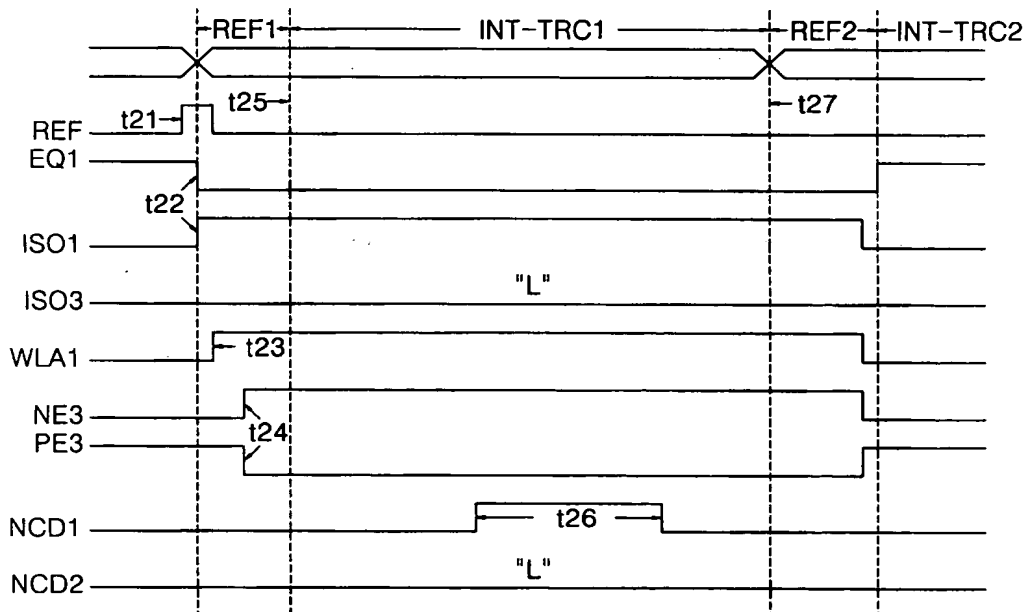 REF1 INT-TRC1 REF2 INT-TRC2
t25 t27
t21
REF
EQ1
t22
ISO1
"L"
ISO3
WLA1 t23
NE3
t24
PE3
t26
NCD1
"L"
NCD2